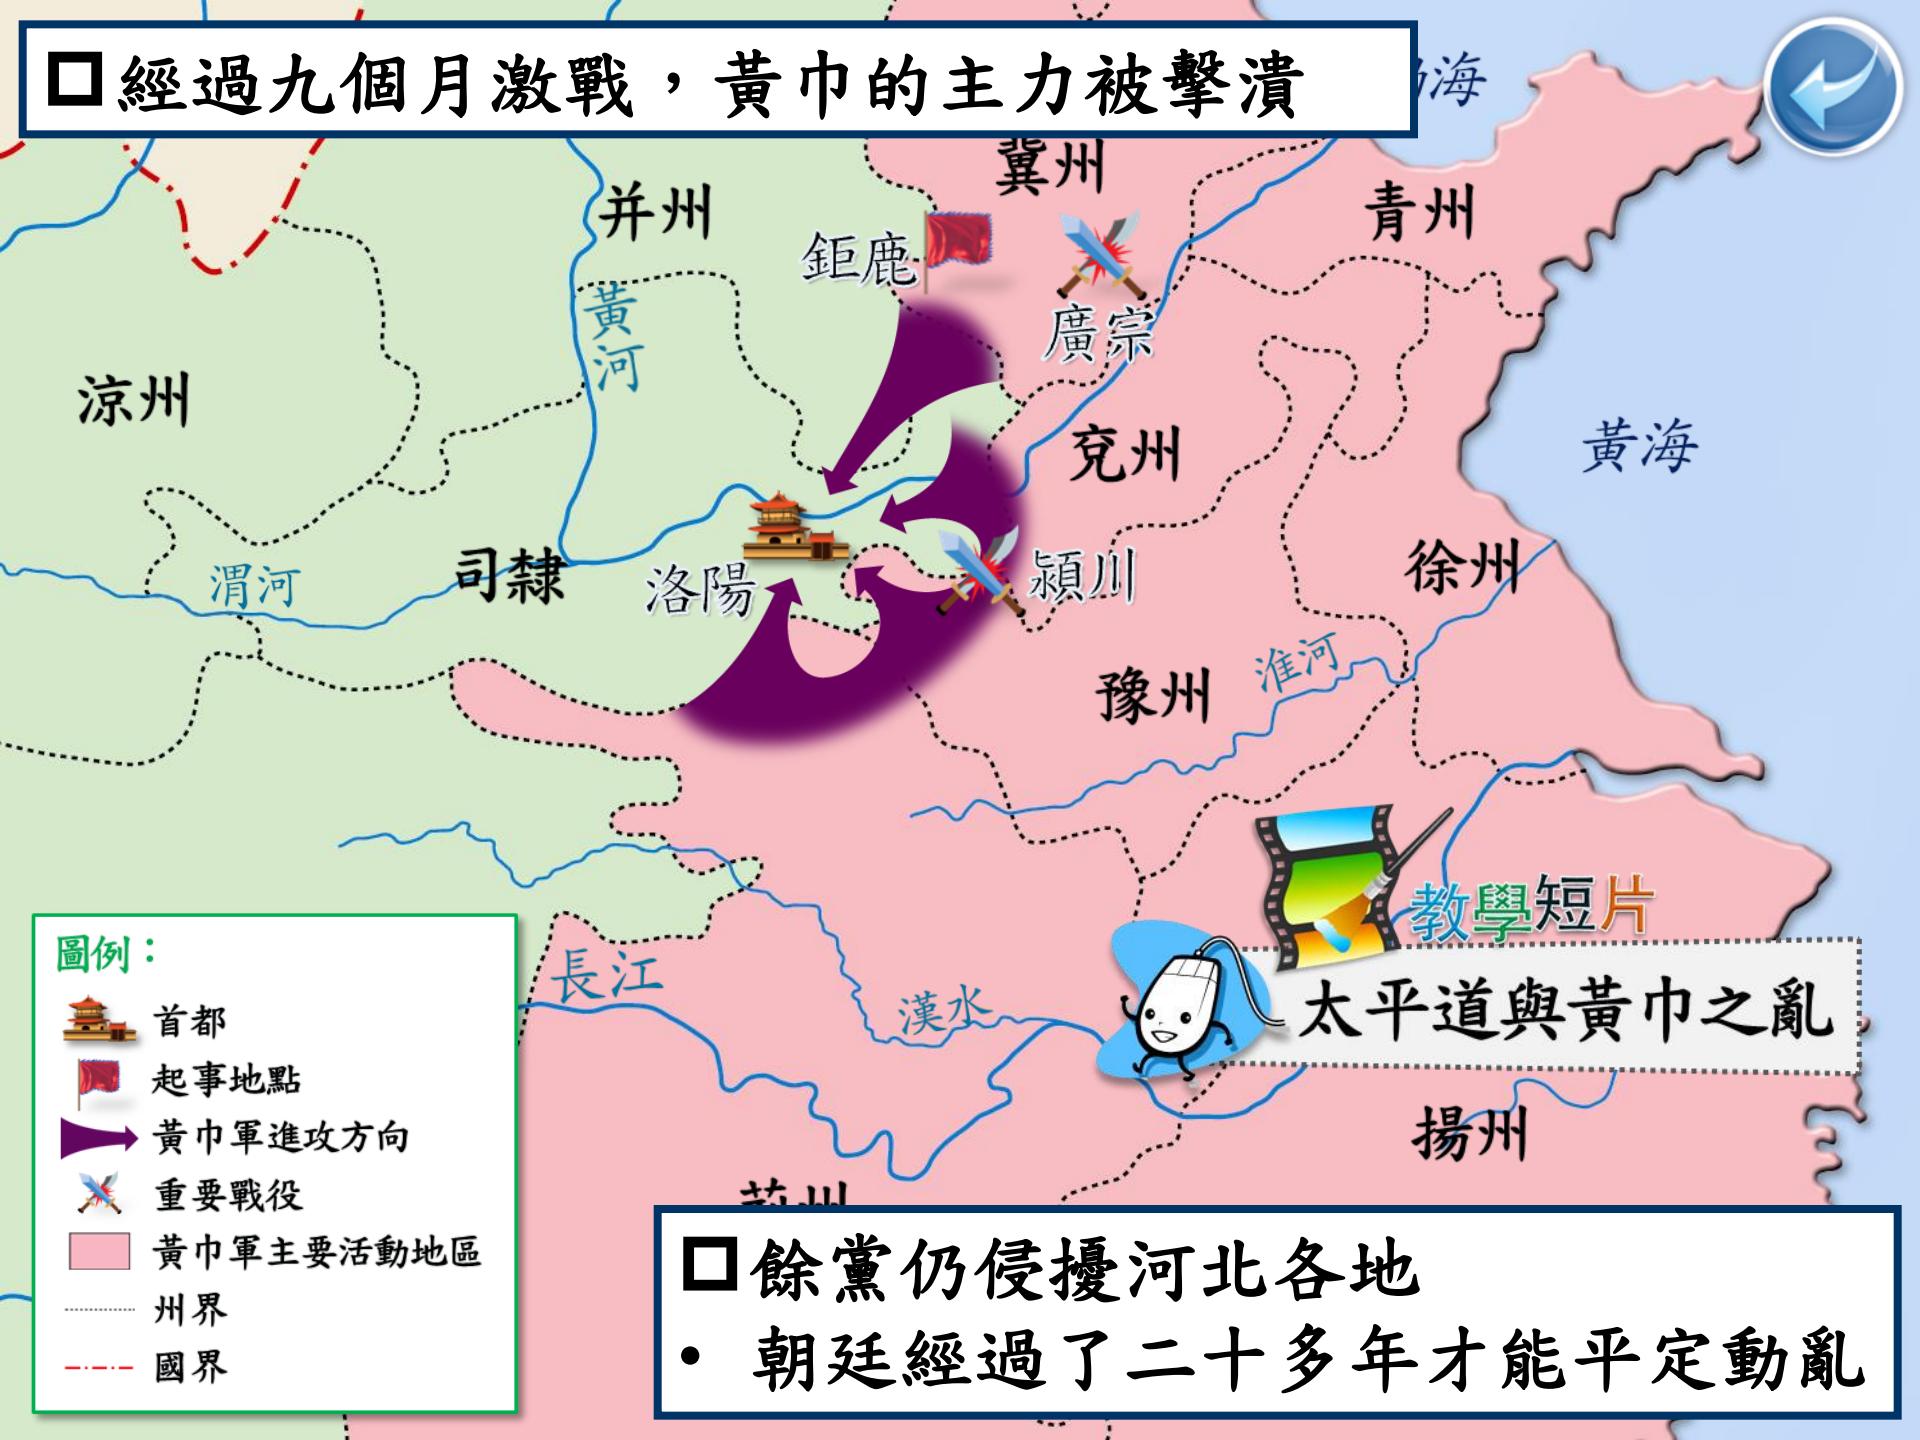 經過九個月激戰，黃巾的主力被擊潰
海
冀州
并州
青州
鉅鹿
黃河
廣宗
涼州
兗州
黃海
司隸
渭河
洛陽
潁川
徐州
淮河
豫州
教學短片
太平道與黃巾之亂
長江
漢水
揚州
荊州
圖例：
首都
起事地點
黃巾軍進攻方向
重要戰役
黃巾軍主要活動地區
州界
國界
餘黨仍侵擾河北各地
• 朝廷經過了二十多年才能平定動亂